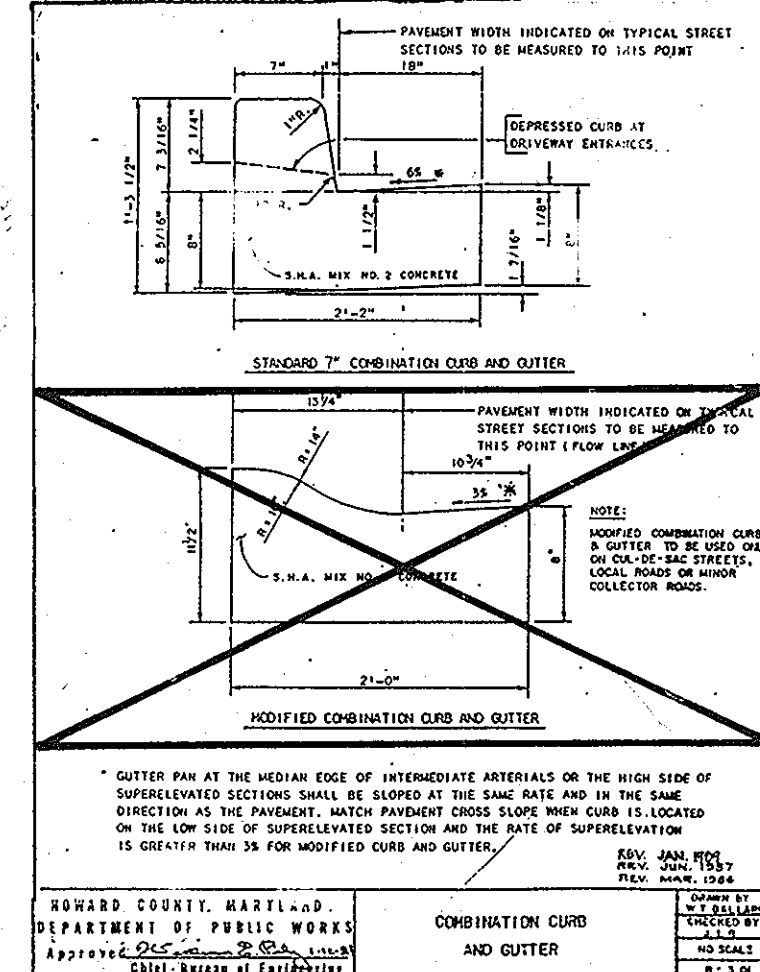 PAVEMENT WIDTH INDICATED ON TYPICAL STREET
SECTIONS TO BE MEASURED TO THIS POINT
7" 1" 18"
1"R.
DEPRESSED CURB AT
DRIVEWAY ENTRANCES
6% *
1'-3 1/2"
7 3/16"
2 1/4"
6 5/16"
8"
R.
1 1/2"
1 1/8"
8"
1 7/16"
S.H.A. MIX NO. 2 CONCRETE
2'-2"
STANDARD 7" COMBINATION CURB AND GUTTER
13 1/4"
PAVEMENT WIDTH INDICATED ON TYPICAL
STREET SECTIONS TO BE MEASURED TO
THIS POINT (FLOW LINE
10 3/4"
3% *
R= 14"
11 1/2"
8"
S.H.A. MIX NO. CONCRETE
NOTE:
MODIFIED COMBINATION CURB
& GUTTER TO BE USED
ON CUL-DE-SAC STREETS,
LOCAL ROADS OR MINOR
COLLECTOR ROADS.
2'-0"
MODIFIED COMBINATION CURB AND GUTTER
* GUTTER PAN AT THE MEDIAN EDGE OF INTERMEDIATE ARTERIALS OR THE HIGH SIDE OF
SUPERELEVATED SECTIONS SHALL BE SLOPED AT THE SAME RATE AND IN THE SAME
DIRECTION AS THE PAVEMENT. MATCH PAVEMENT CROSS SLOPE WHEN CURB IS LOCATED
ON THE LOW SIDE OF SUPERELEVATED SECTION AND THE RATE OF SUPERELEVATION
IS GREATER THAN 3% FOR MODIFIED CURB AND GUTTER.
REV. JAN.
REV. JUN. 1987
REV. MAR. 1986
HOWARD COUNTY, MARYLAND.
DEPARTMENT OF PUBLIC WORKS
Approved
Chief-Bureau of Engineering
COMBINATION CURB
AND GUTTER
DRAWN BY
CHECKED BY
NO SCALE